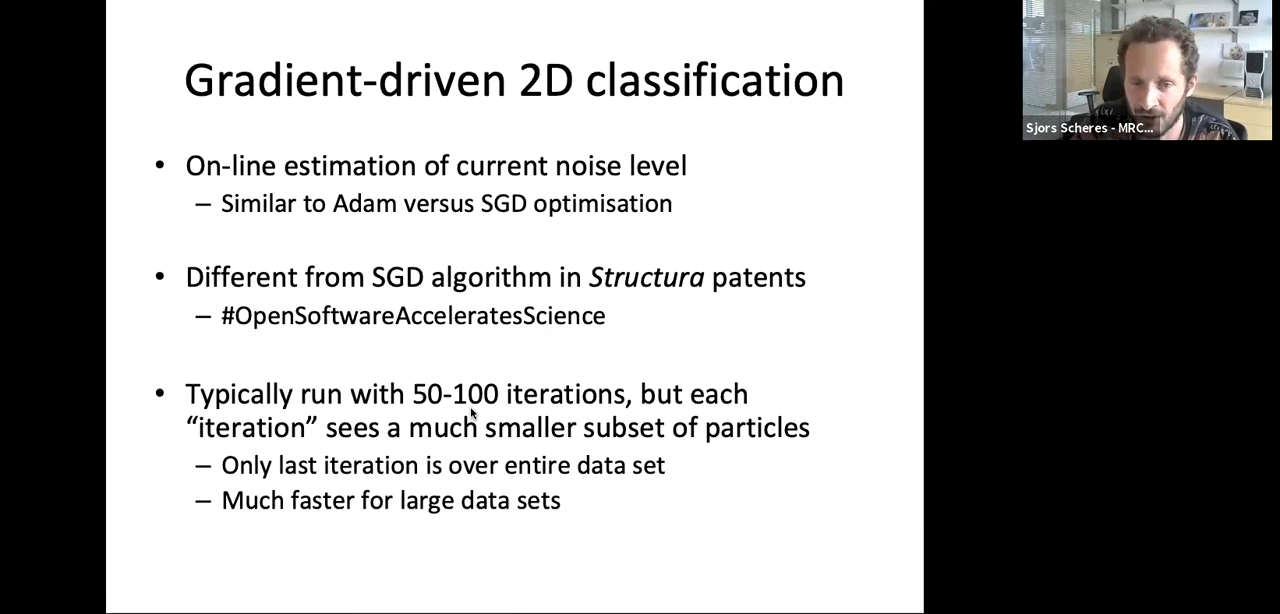 Gradient-driven 2D classification
• On-line estimation of current noise level
– Similar to Adam versus SGD optimisation
• Different from SGD algorithm in Structura patents
– #OpenSoftwareAcceleratesScience
• Typically run with 50-100 iterations, but each
“iteration” sees a much smaller subset of particles
– Only last iteration is over entire data set
– Much faster for large data sets
Sjors Scheres - MRC...